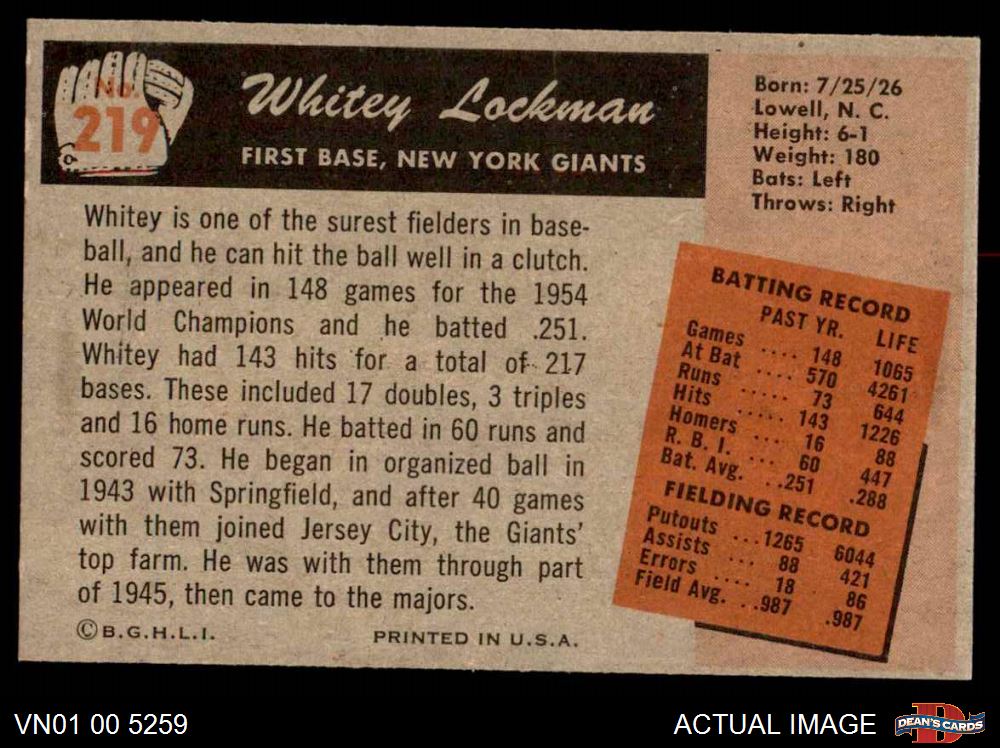 No.
219
Whitey Lockman
FIRST BASE, NEW YORK GIANTS
Born: 7/25/26
Lowell, N. C.
Height: 6-1
Weight: 180
Bats: Left
Throws: Right
Whitey is one of the surest fielders in base-
ball, and he can hit the ball well in a clutch.
He appeared in 148 games for the 1954
World Champions and he batted .251.
Whitey had 143 hits for a total of 217
bases. These included 17 doubles, 3 triples
and 16 home runs. He batted in 60 runs and
scored 73. He began in organized ball in
1943 with Springfield, and after 40 games
with them joined Jersey City, the Giants'
top farm. He was with them through part
of 1945, then came to the majors.
©B.G.H.L.I. PRINTED IN U.S.A.
BATTING RECORD
PAST YR. LIFE
Games .... 148 1065
At Bat .... 570 4261
Runs ..... 73 644
Hits ..... 143 1226
Homers ... 16 88
R. B. I. ... 60 447
Bat. Avg. ..251 .288
FIELDING RECORD
Putouts ...1265 6044
Assists ... 88 421
Errors .... 18 86
Field Avg. ..987 .987
VN01 00 5259
ACTUAL IMAGE
D
DEAN'S CARDS